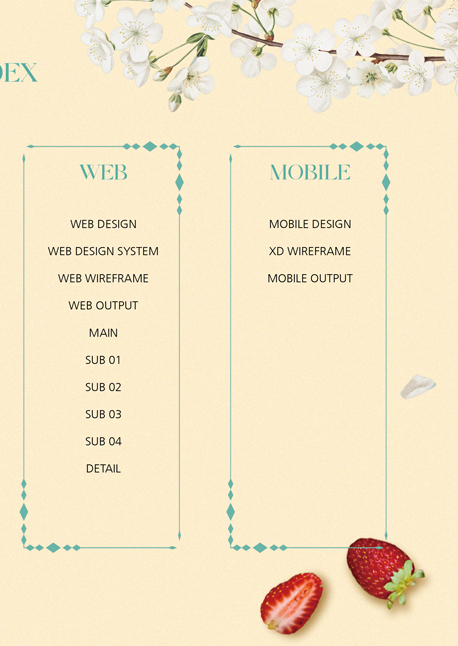 DEX
WEB
WEB DESIGN
WEB DESIGN SYSTEM
WEB WIREFRAME
WEB OUTPUT
MAIN
SUB 01
SUB 02
SUB 03
SUB 04
DETAIL
MOBILE
MOBILE DESIGN
XD WIREFRAME
MOBILE OUTPUT